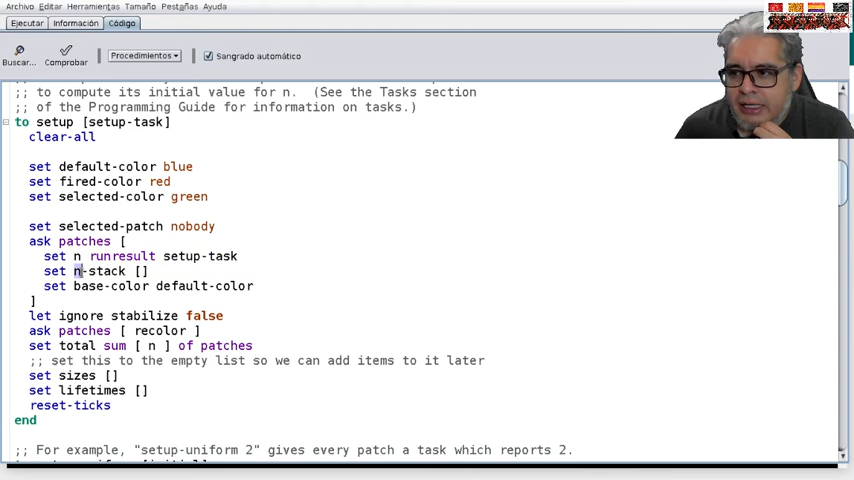 Archivo Editar Herramientas Tamaño Pestañas Ayuda
Ejecutar Información Código
Buscar... Comprobar Procedimientos Sangrado automático
;; to compute its initial value for n.  (See the Tasks section
;; of the Programming Guide for information on tasks.)
to setup [setup-task]
clear-all
set default-color blue
set fired-color red
set selected-color green
set selected-patch nobody
ask patches [
set n runresult setup-task
set n-stack []
set base-color default-color
]
let ignore stabilize false
ask patches [ recolor ]
set total sum [ n ] of patches
;; set this to the empty list so we can add items to it later
set sizes []
set lifetimes []
reset-ticks
end
;; For example, "setup-uniform 2" gives every patch a task which reports 2.